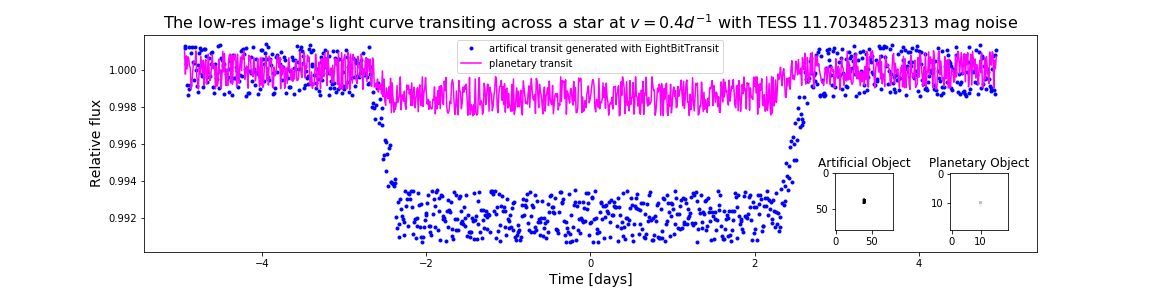 The low-res image's light curve transiting across a star at v = 0.4d⁻¹ with TESS 11.7034852313 mag noise
artifical transit generated with EightBitTransit
planetary transit
Relative flux
1.000
0.998
0.996
0.994
0.992
−4
−2
0
2
4
Time [days]
Artificial Object
0
50
0
50
Planetary Object
0
10
0
10